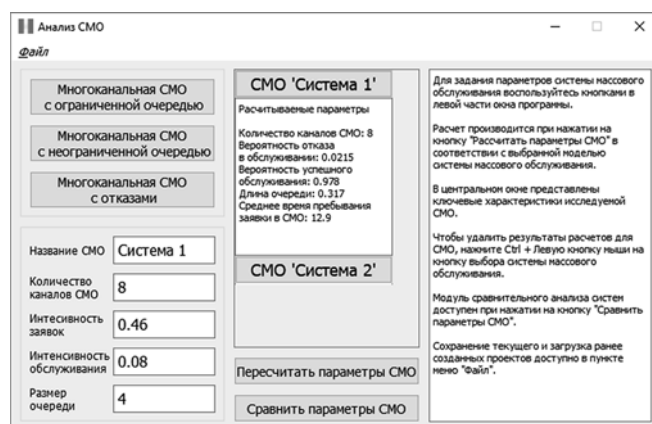 Анализ СМО
Файл
Многоканальная СМО
с ограниченной очередью
Многоканальная СМО
с неограниченной очередью
Многоканальная СМО
с отказами
Название СМО Система 1
Количество
каналов СМО 8
Интесивность
заявок 0.46
Интенсивность
обслуживания 0.08
Размер
очереди 4
СМО 'Система 1'
Расчитываемые параметры
Количество каналов СМО: 8
Вероятность отказа
в обслуживании: 0.0215
Вероятность успешного
обслуживания: 0.978
Длина очереди: 0.317
Среднее время пребывания
заявки в СМО: 12.9
СМО 'Система 2'
Пересчитать параметры СМО
Сравнить параметры СМО
Для задания параметров системы массового
обслуживания воспользуйтесь кнопками в
левой части окна программы.
Расчет производится при нажатии на
кнопку "Рассчитать параметры СМО" в
соответствии с выбранной моделью
системы массового обслуживания.
В центральном окне представлены
ключевые характеристики исследуемой
СМО.
Чтобы удалить результаты расчетов для
СМО, нажмите Ctrl + Левую кнопку мыши на
кнопку выбора системы массового
обслуживания.
Модуль сравнительного анализа систем
доступен при нажатии на кнопку "Сравнить
параметры СМО".
Сохранение текущего и загрузка ранее
созданных проектов доступно в пункте
меню "Файл".